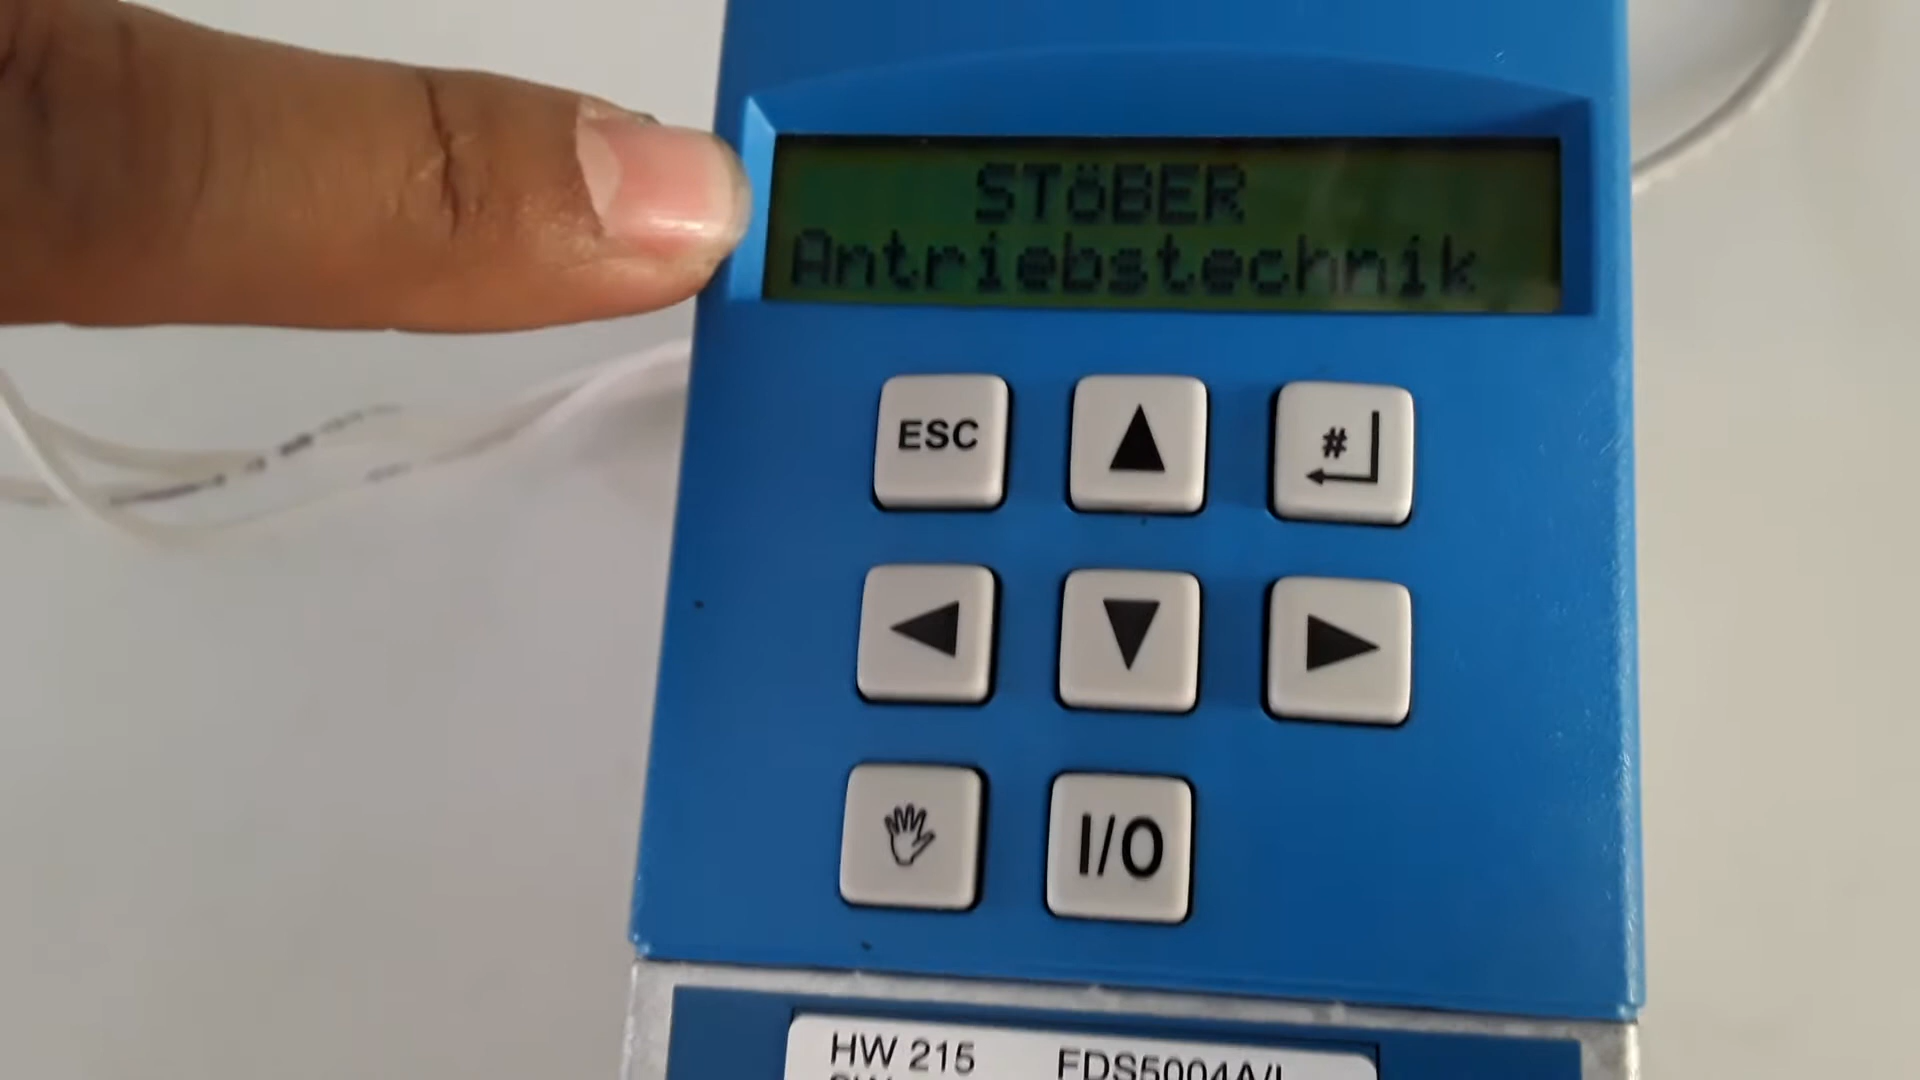 STöBER
Antriebstechnik
ESC
#
I/O
HW 215 FDS5004A/L